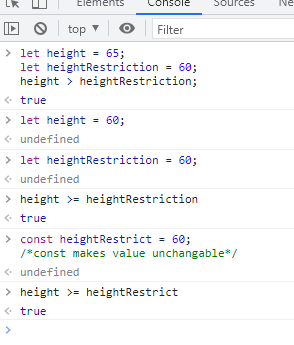 Elements Console Sources Net
top Filter
> let height = 65;
let heightRestriction = 60;
height > heightRestriction;
<· true
> let height = 60;
<· undefined
> let heightRestriction = 60;
<· undefined
> height >= heightRestriction
<· true
> const heightRestrict = 60;
/*const makes value unchangable*/
<· undefined
> height >= heightRestrict
<· true
>